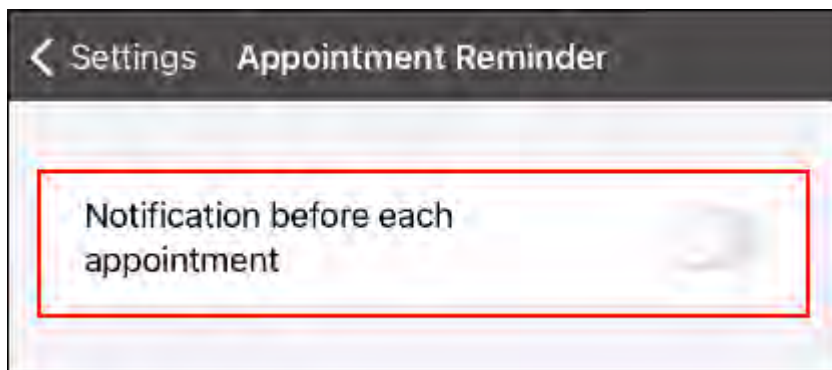 Settings Appointment Reminder
Notification before each
appointment